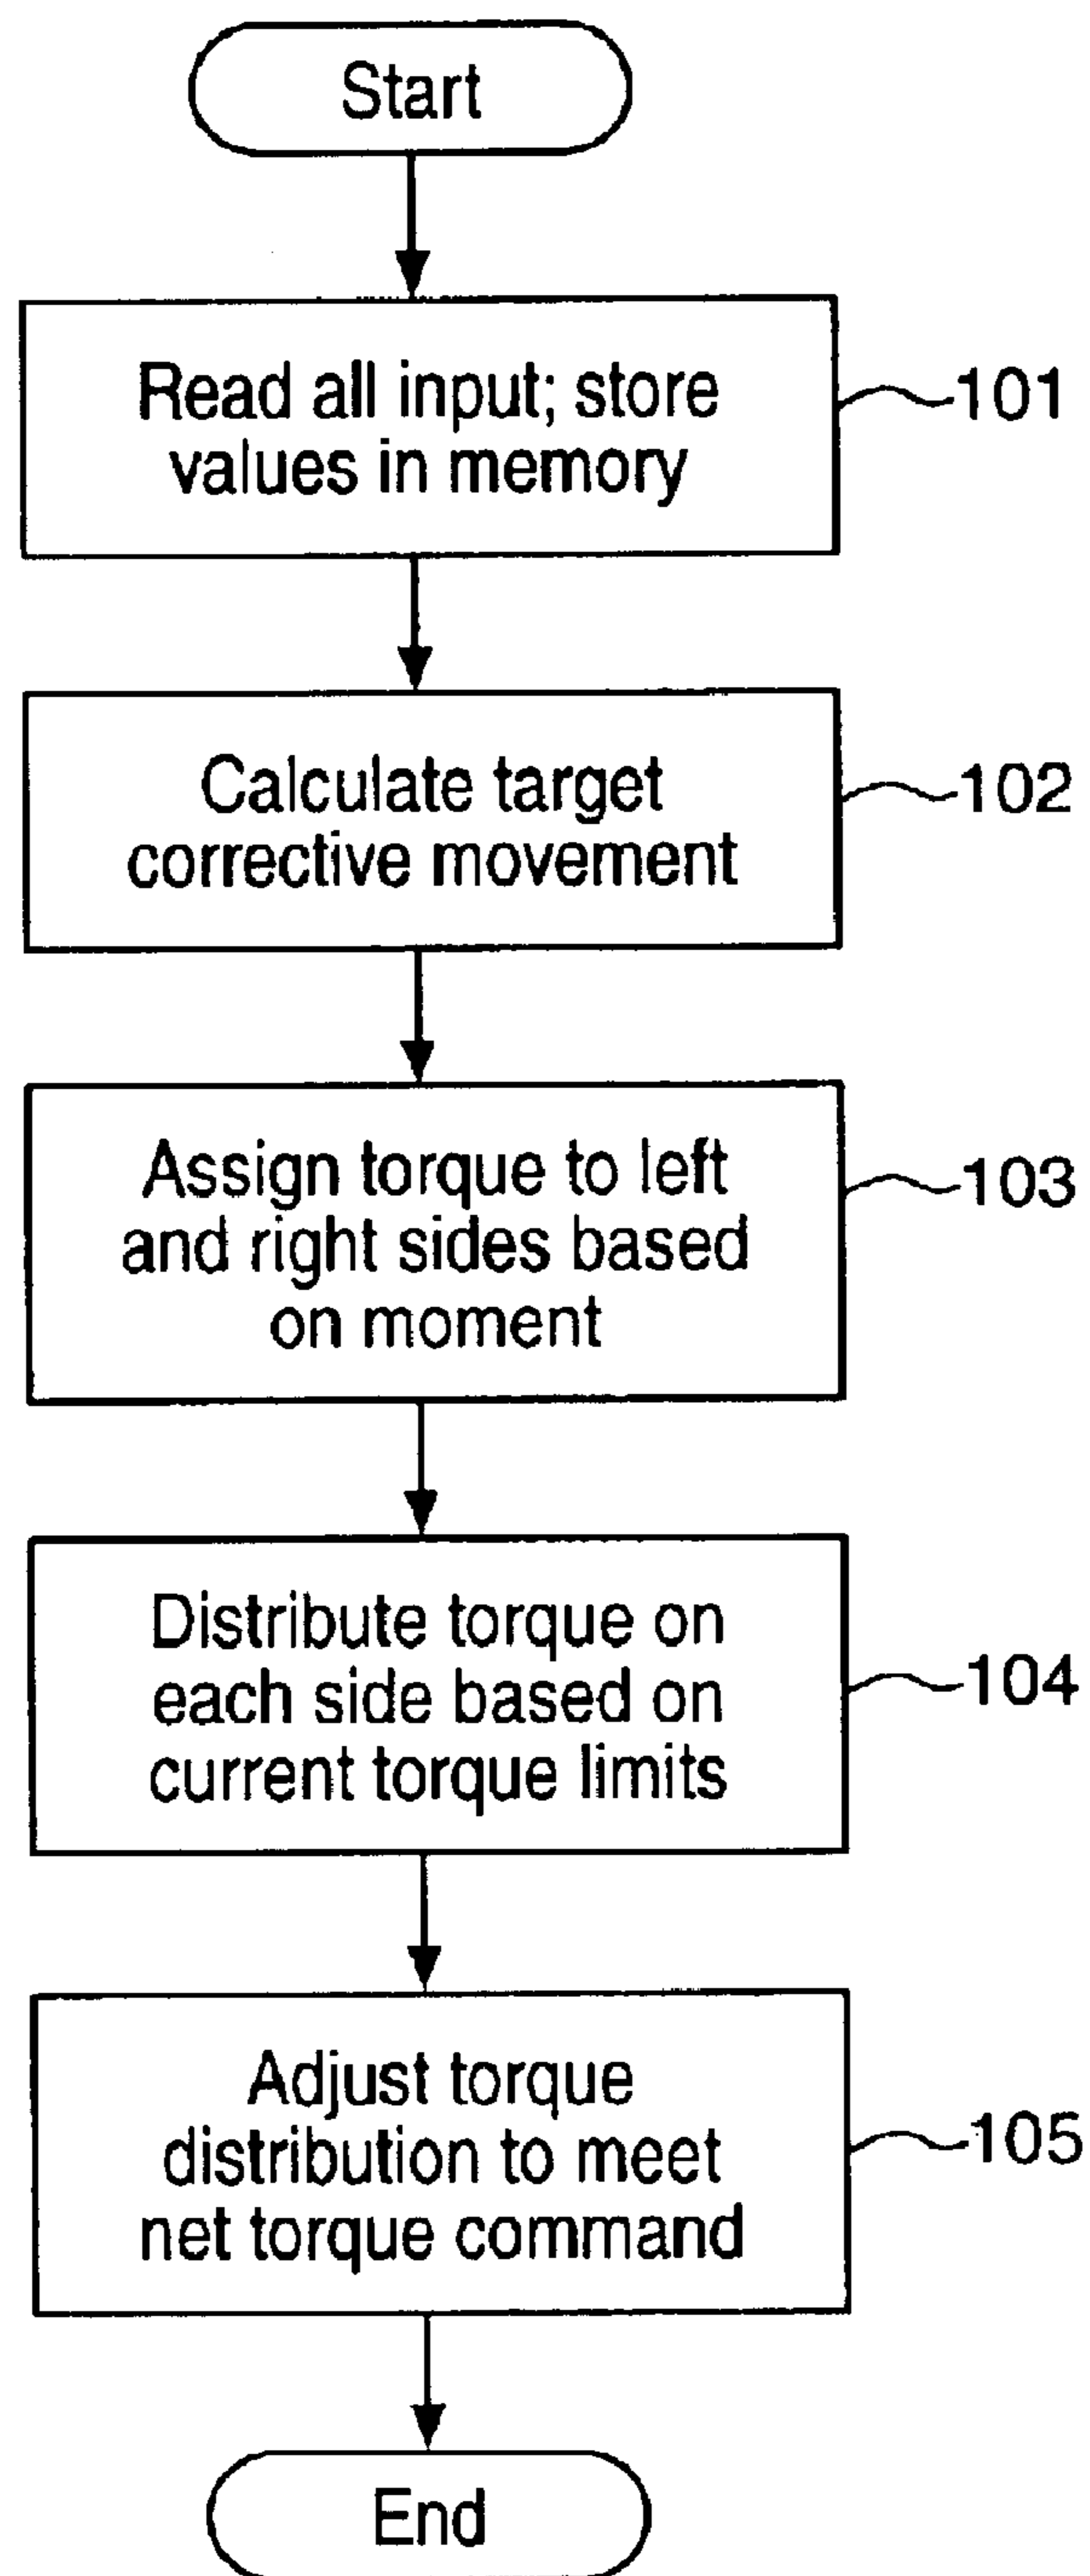 Start
Read all input; store
values in memory
101
Calculate target
corrective movement
102
Assign torque to left
and right sides based
on moment
103
Distribute torque on
each side based on
current torque limits
104
Adjust torque
distribution to meet
net torque command
105
End